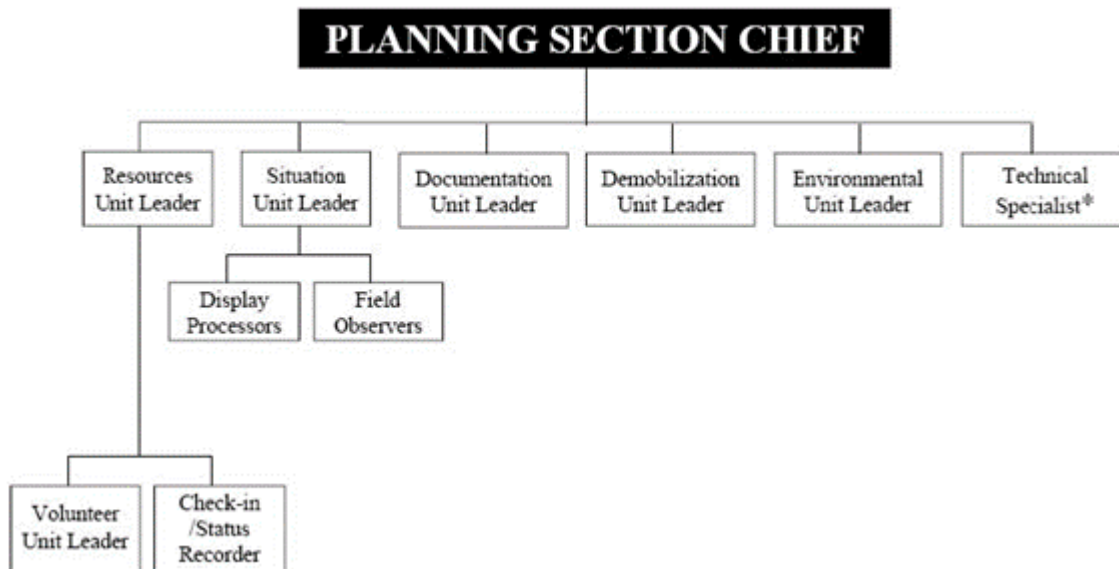 PLANNING SECTION CHIEF
Resources
Unit Leader
Situation
Unit Leader
Documentation
Unit Leader
Demobilization
Unit Leader
Environmental
Unit Leader
Technical
Specialist*
Display
Processors
Field
Observers
Volunteer
Unit Leader
Check-in
/Status
Recorder